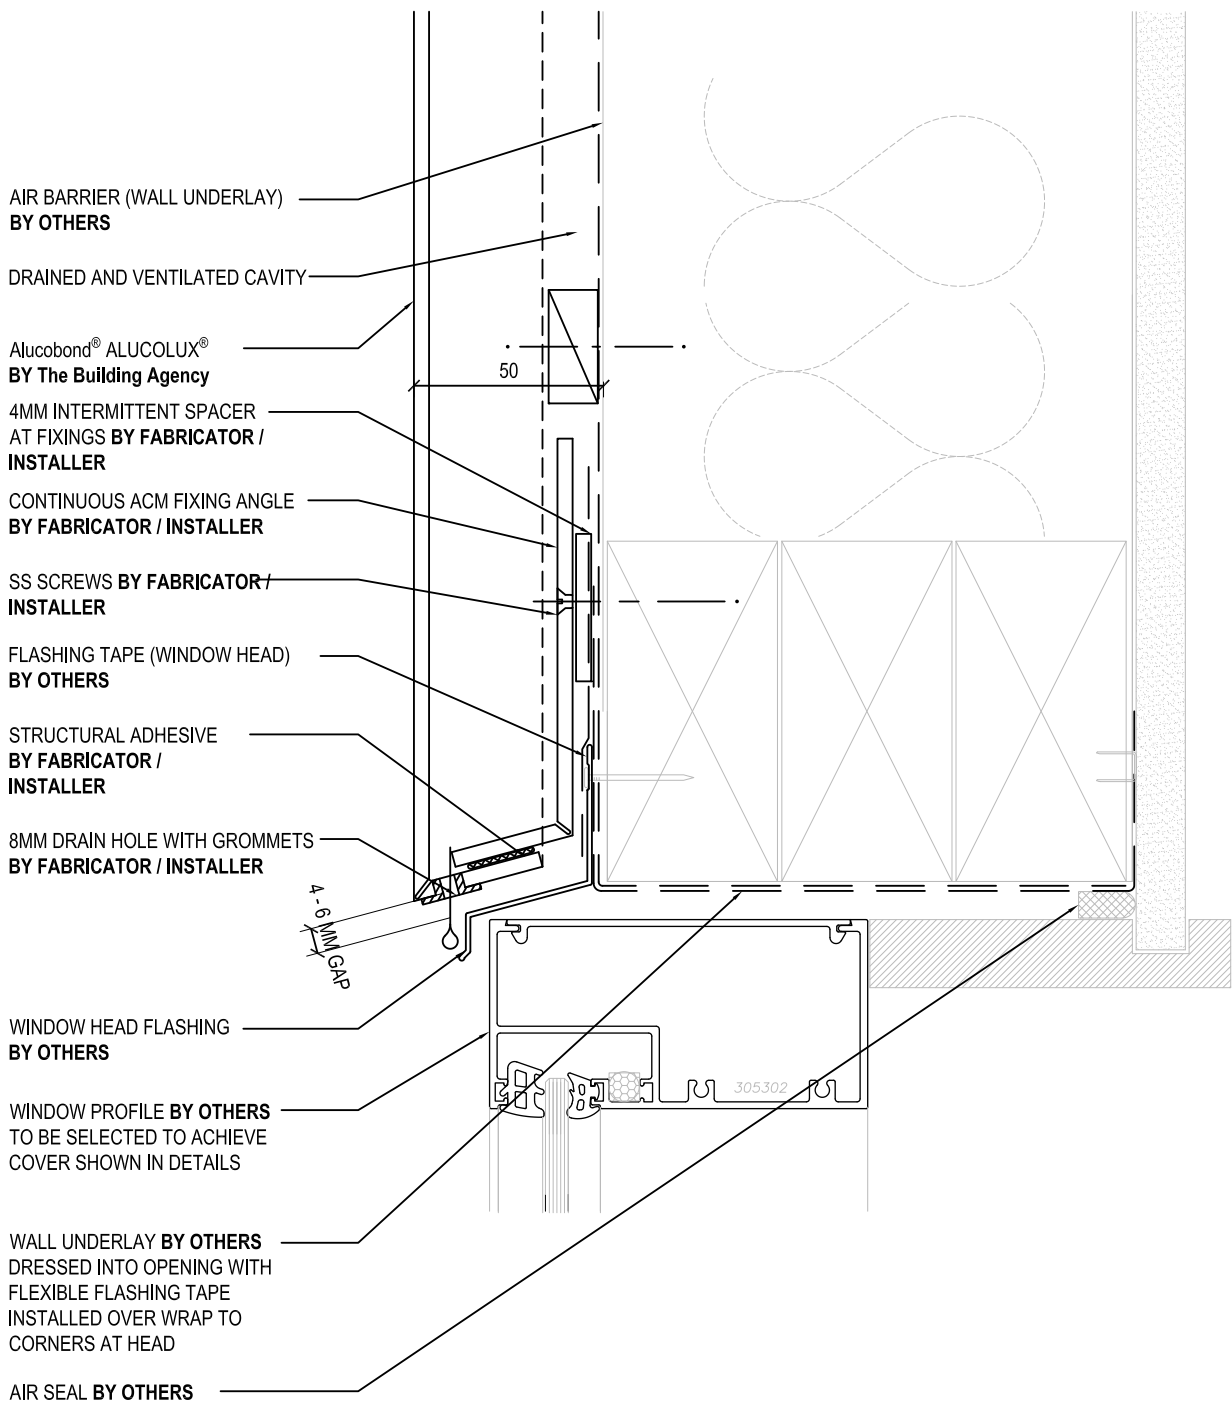 AIR BARRIER (WALL UNDERLAY)
BY OTHERS
DRAINED AND VENTILATED CAVITY
Alucobond® ALUCOLUX®
BY The Building Agency
50
4MM INTERMITTENT SPACER
AT FIXINGS BY FABRICATOR /
INSTALLER
CONTINUOUS ACM FIXING ANGLE
BY FABRICATOR / INSTALLER
SS SCREWS BY FABRICATOR /
INSTALLER
FLASHING TAPE (WINDOW HEAD)
BY OTHERS
STRUCTURAL ADHESIVE
BY FABRICATOR /
INSTALLER
8MM DRAIN HOLE WITH GROMMETS
BY FABRICATOR / INSTALLER
4-6 MM GAP
WINDOW HEAD FLASHING
BY OTHERS
305302
WINDOW PROFILE BY OTHERS
TO BE SELECTED TO ACHIEVE
COVER SHOWN IN DETAILS
WALL UNDERLAY BY OTHERS
DRESSED INTO OPENING WITH
FLEXIBLE FLASHING TAPE
INSTALLED OVER WRAP TO
CORNERS AT HEAD
AIR SEAL BY OTHERS